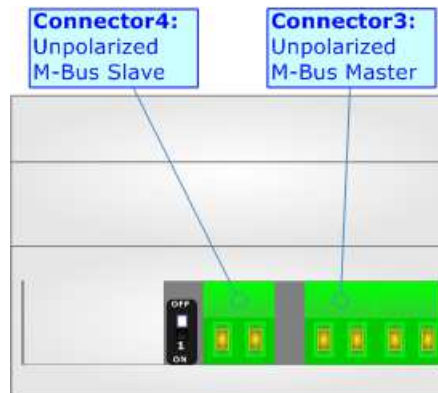 Connector4:
Unpolarized
M-Bus Slave
Connector3:
Unpolarized
M-Bus Master
OFF
1
ON